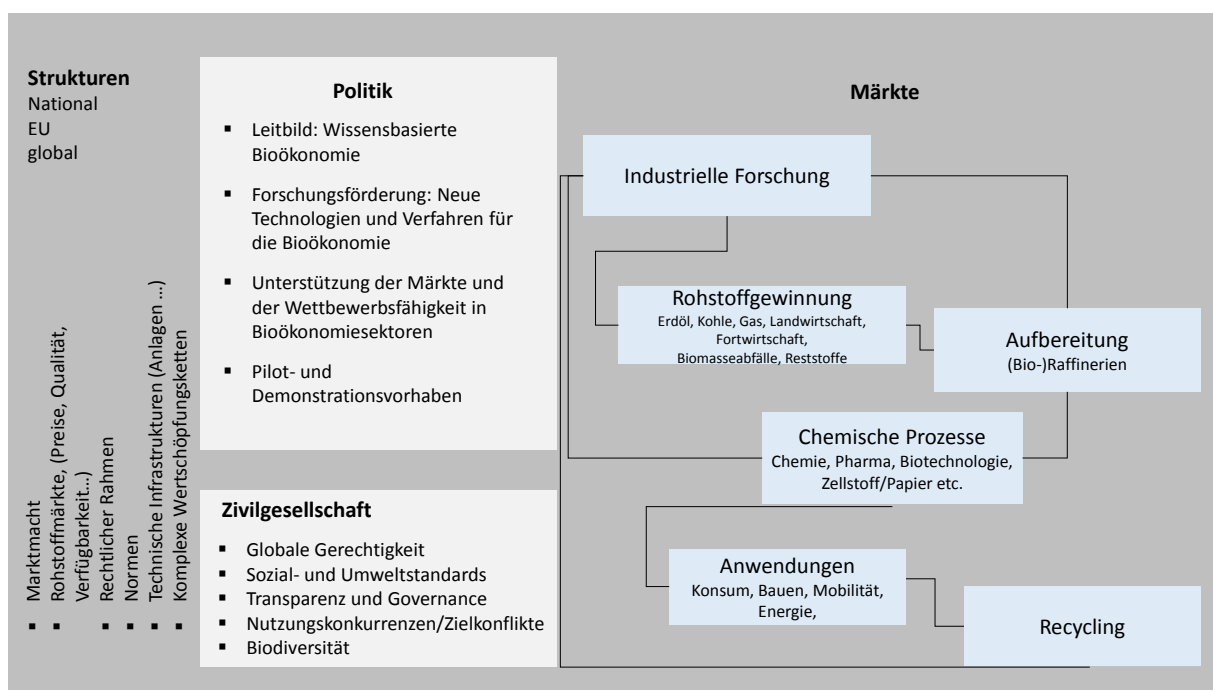 Strukturen
National
EU
global
▪ Marktmacht
▪ Rohstoffmärkte, (Preise, Qualität,
Verfügbarkeit...)
▪ Rechtlicher Rahmen
▪ Normen
▪ Technische Infrastrukturen (Anlagen ...)
▪ Komplexe Wertschöpfungsketten
Politik
▪ Leitbild: Wissensbasierte
Bioökonomie
▪ Forschungsförderung: Neue
Technologien und Verfahren für
die Bioökonomie
▪ Unterstützung der Märkte und
der Wettbewerbsfähigkeit in
Bioökonomiesektoren
▪ Pilot- und
Demonstrationsvorhaben
Zivilgesellschaft
▪ Globale Gerechtigkeit
▪ Sozial- und Umweltstandards
▪ Transparenz und Governance
▪ Nutzungskonkurrenzen/Zielkonflikte
▪ Biodiversität
Märkte
Industrielle Forschung
Rohstoffgewinnung
Erdöl, Kohle, Gas, Landwirtschaft,
Fortwirtschaft,
Biomasseabfälle, Reststoffe
Aufbereitung
(Bio-)Raffinerien
Chemische Prozesse
Chemie, Pharma, Biotechnologie,
Zellstoff/Papier etc.
Anwendungen
Konsum, Bauen, Mobilität,
Energie,
Recycling